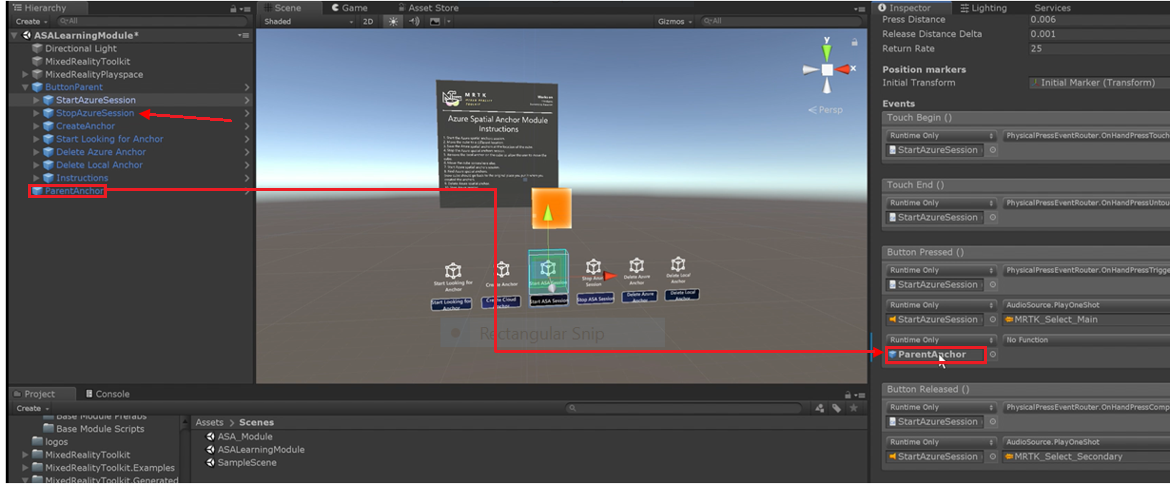 Hierarchy
Create
All
ASALearningModule*
Directional Light
MixedRealityToolkit
MixedRealityPlayspace
ButtonParent
StartAzureSession
StopAzureSession
CreateAnchor
Start Looking for Anchor
Delete Azure Anchor
Delete Local Anchor
Instructions
ParentAnchor
Scene
Game
Asset Store
Shaded
2D
Gizmos
All
y
x
Persp
MRTK
Azure Spatial Anchor Module
Instructions
Start Looking for
Anchor
Create Anchor
Start ASA Session
Stop Azure
Session
Delete Azure
Anchor
Delete Local
Anchor
Start Looking for
Anchor
Create Cloud
Anchor
Start ASA Session
Stop ASA Session
Delete Azure
Anchor
Delete Local
Anchor
Rectangular Snip
Project
Console
Create
Base Module Prefabs
Base Module Scripts
logos
MixedRealityToolkit
MixedRealityToolkit.Examples
MixedRealityToolkit.Generated
Assets > Scenes
ASA_Module
ASALearningModule
SampleScene
Inspector
Lighting
Services
Press Distance 0.006
Release Distance Delta 0.001
Return Rate 25
Position markers
Initial Transform Initial Marker (Transform)
Events
Touch Begin ()
Runtime Only PhysicalPressEventRouter.OnHandPressTouch
StartAzureSession
Touch End ()
Runtime Only PhysicalPressEventRouter.OnHandPressUntou
StartAzureSession
Button Pressed ()
Runtime Only PhysicalPressEventRouter.OnHandPressTrigge
StartAzureSession
Runtime Only AudioSource.PlayOneShot
StartAzureSession MRTK_Select_Main
Runtime Only No Function
ParentAnchor
Button Released ()
Runtime Only PhysicalPressEventRouter.OnHandPressComp
StartAzureSession
Runtime Only AudioSource.PlayOneShot
StartAzureSession MRTK_Select_Secondary